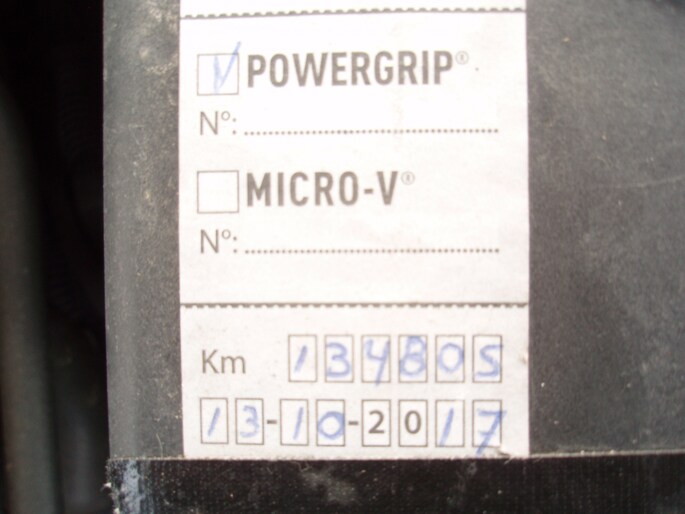 POWERGRIP®
Nº:
MICRO-V®
Nº:
Km 134805
13-10-2017